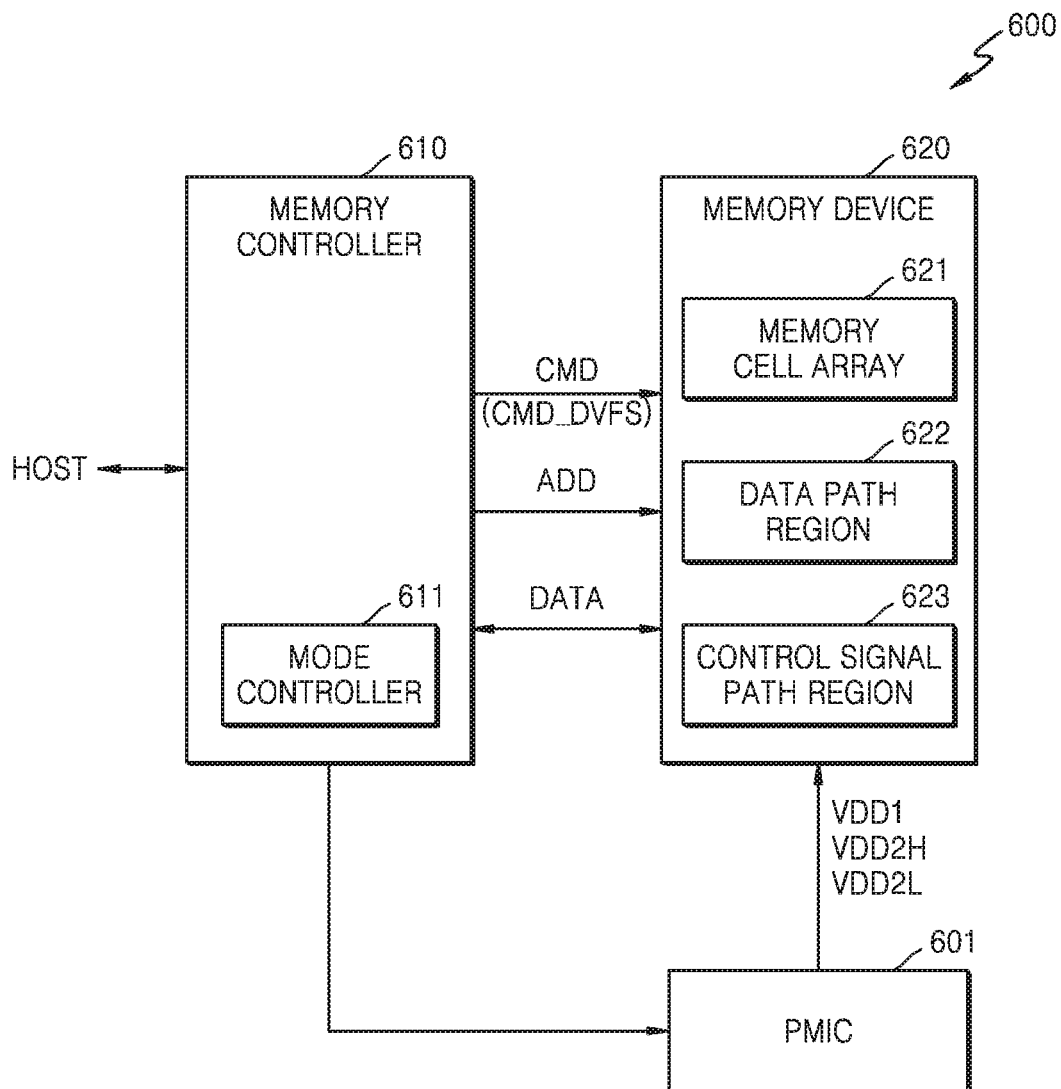 600
610
MEMORY
CONTROLLER
620
MEMORY DEVICE
621
MEMORY
CELL ARRAY
CMD
(CMD_DVFS)
HOST
622
DATA PATH
REGION
ADD
DATA
611
MODE
CONTROLLER
623
CONTROL SIGNAL
PATH REGION
VDD1
VDD2H
VDD2L
601
PMIC